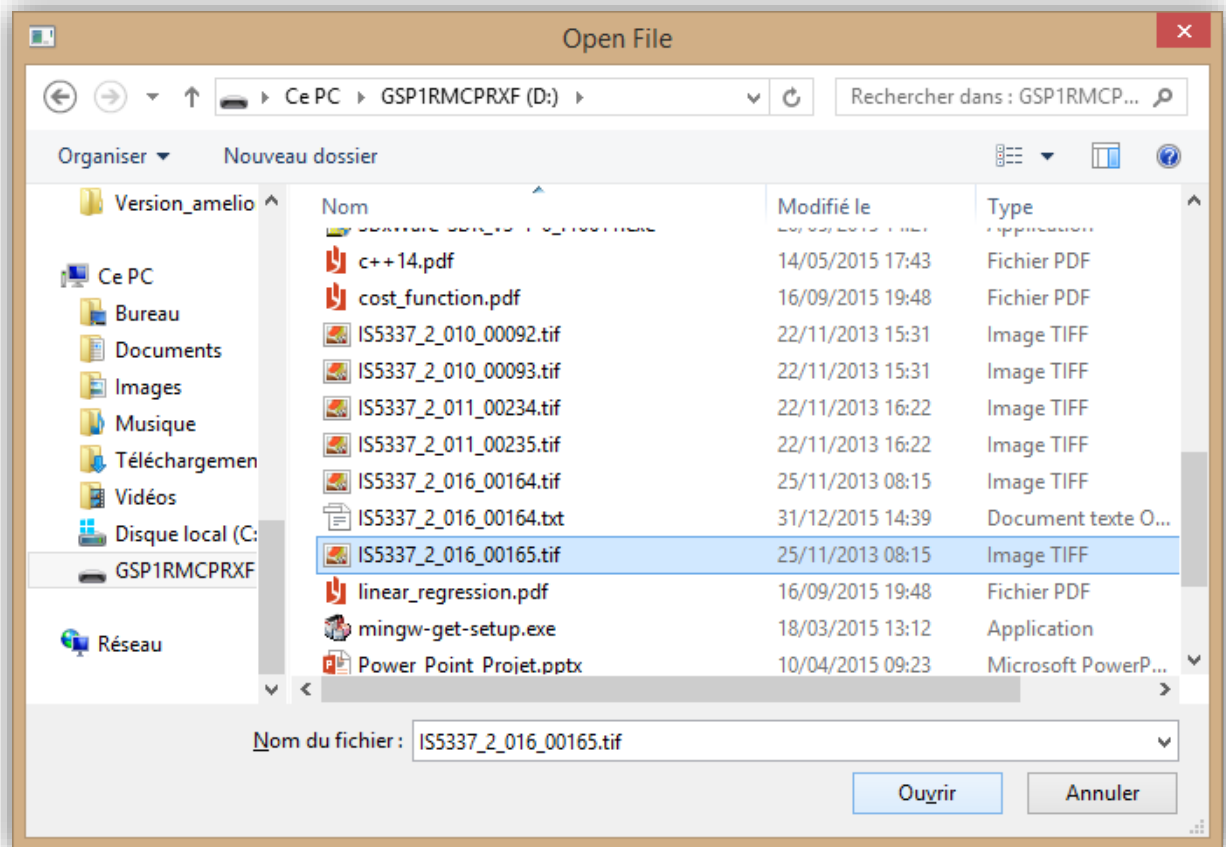 Open File
Ce PC GSP1RMCPRXF (D:) Rechercher dans : GSP1RMCP...
Organiser Nouveau dossier
Version_amelio
Ce PC
Bureau
Documents
Images
Musique
Téléchargemen
Vidéos
Disque local (C:
GSP1RMCPRXF
Réseau
Nom Modifié le Type
c++14.pdf 14/05/2015 17:43 Fichier PDF
cost_function.pdf 16/09/2015 19:48 Fichier PDF
IS5337_2_010_00092.tif 22/11/2013 15:31 Image TIFF
IS5337_2_010_00093.tif 22/11/2013 15:31 Image TIFF
IS5337_2_011_00234.tif 22/11/2013 16:22 Image TIFF
IS5337_2_011_00235.tif 22/11/2013 16:22 Image TIFF
IS5337_2_016_00164.tif 25/11/2013 08:15 Image TIFF
IS5337_2_016_00164.txt 31/12/2015 14:39 Document texte O...
IS5337_2_016_00165.tif 25/11/2013 08:15 Image TIFF
linear_regression.pdf 16/09/2015 19:48 Fichier PDF
mingw-get-setup.exe 18/03/2015 13:12 Application
Power Point Projet.pptx 10/04/2015 09:23 Microsoft PowerP...
Nom du fichier : IS5337_2_016_00165.tif
Ouvrir Annuler